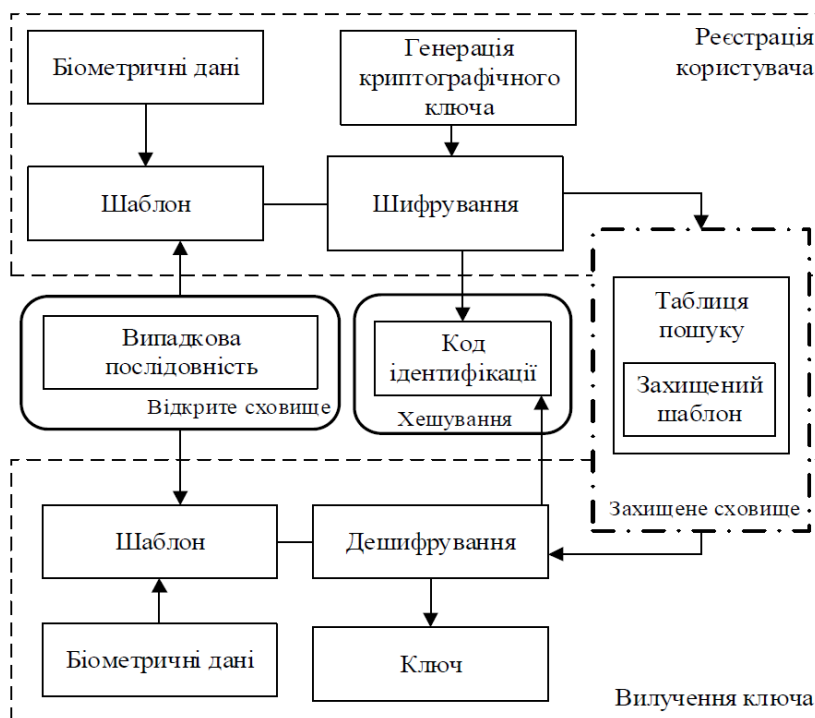 Біометричні дані
Генерація
криптографічного
ключа
Реєстрація
користувача
Шаблон
Шифрування
Випадкова
послідовність
Відкрите сховище
Код
ідентифікації
Хешування
Таблиця
пошуку
Захищений
шаблон
Захищене сховище
Шаблон
Дешифрування
Біометричні дані
Ключ
Вилучення ключа